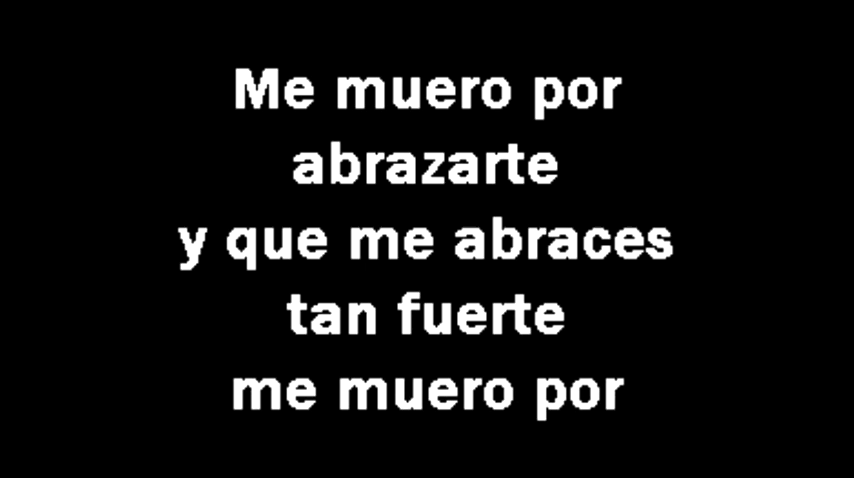 Me muero por
abrazarte
y que me abraces
tan fuerte
me muero por